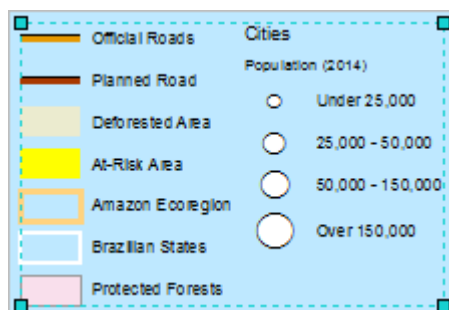 Official Roads
Planned Road
Deforested Area
At-Risk Area
Amazon Ecoregion
Brazilian States
Protected Forests
Cities
Population (2014)
Under 25,000
25,000 - 50,000
50,000 - 150,000
Over 150,000